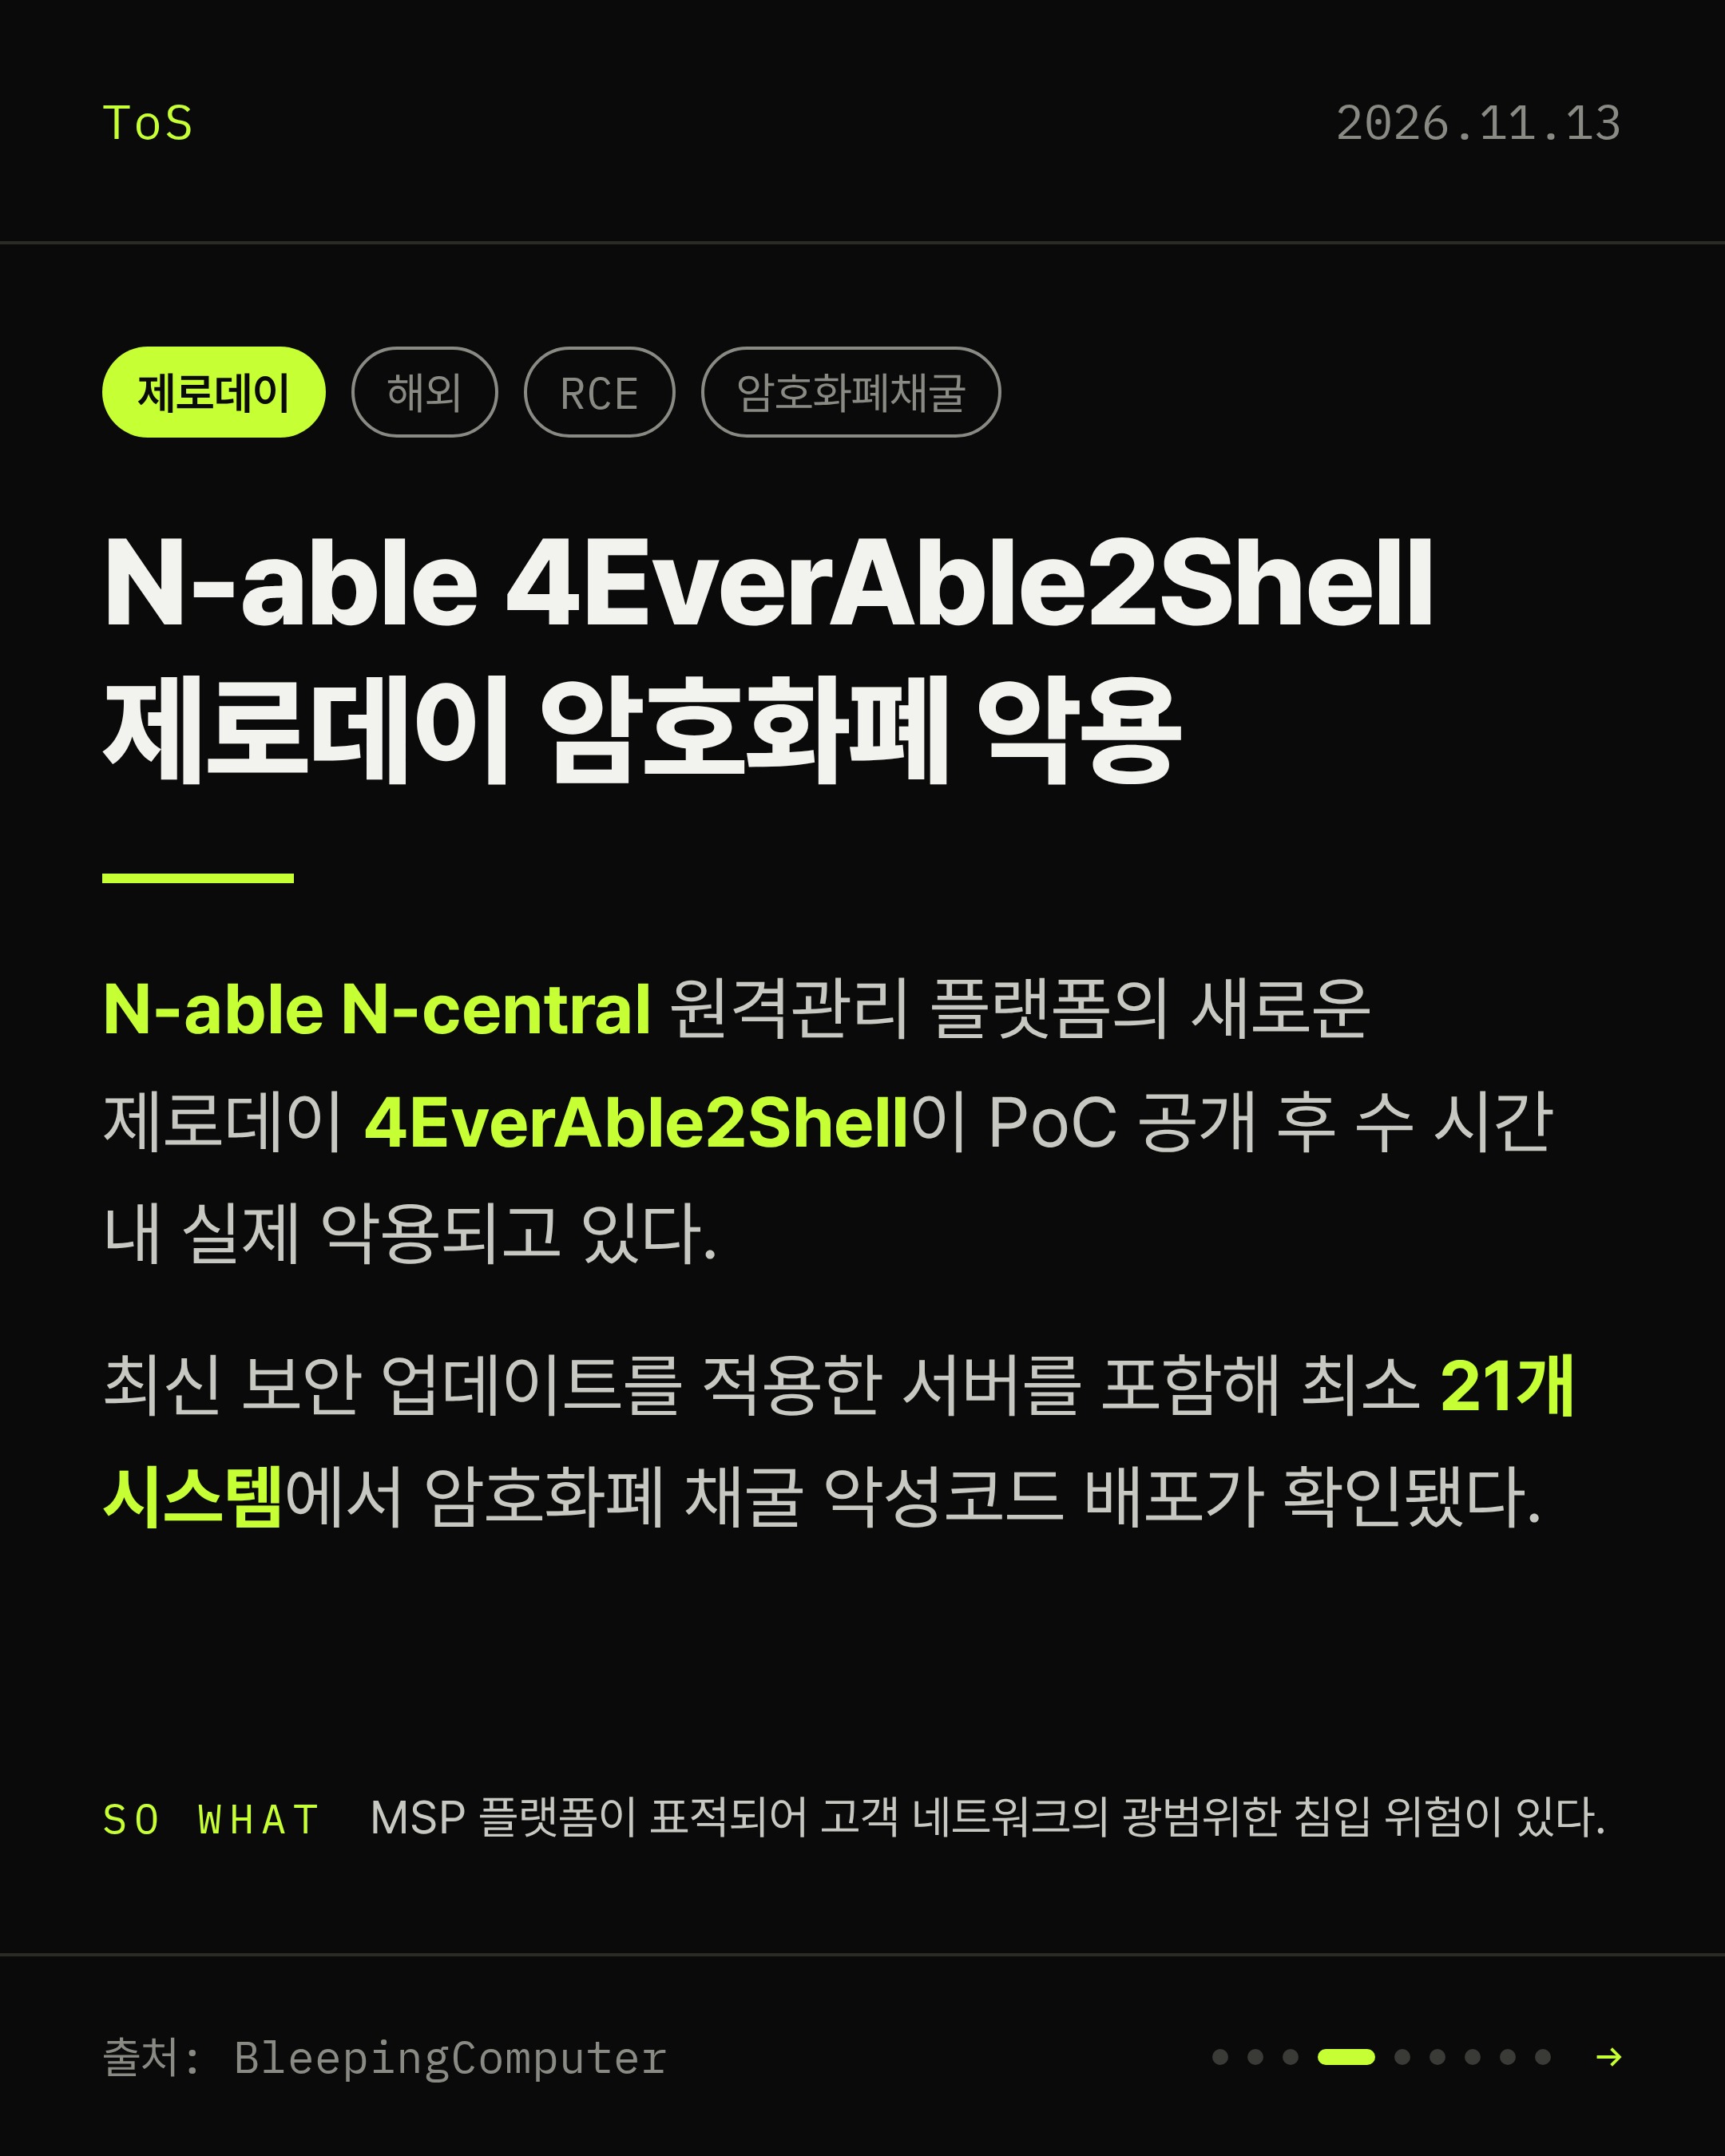 ToS
2026.11.13
제로데이
해외
RCE
암호화폐채굴
N-able 4EverAble2Shell
제로데이 암호화폐 악용
N-able N-central 원격관리 플랫폼의 새로운
제로데이 4EverAble2Shell이 PoC 공개 후 수 시간
내 실제 악용되고 있다.
최신 보안 업데이트를 적용한 서버를 포함해 최소 21개
시스템에서 암호화폐 채굴 악성코드 배포가 확인됐다.
SO WHAT MSP 플랫폼이 표적되어 고객 네트워크의 광범위한 침입 위험이 있다.
출처: BleepingComputer
→